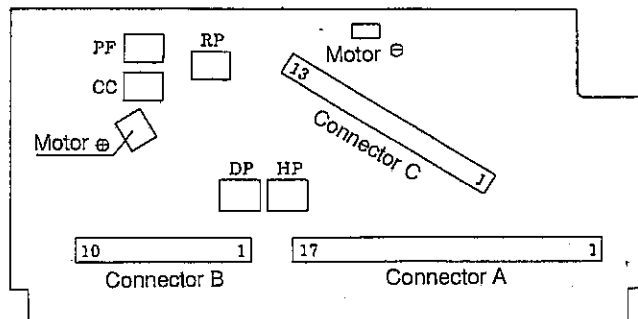 PF
RP
Motor ⊖
CC
13
Connector C
Motor ⊕
1
DP HP
10 1
17 1
Connector B
Connector A